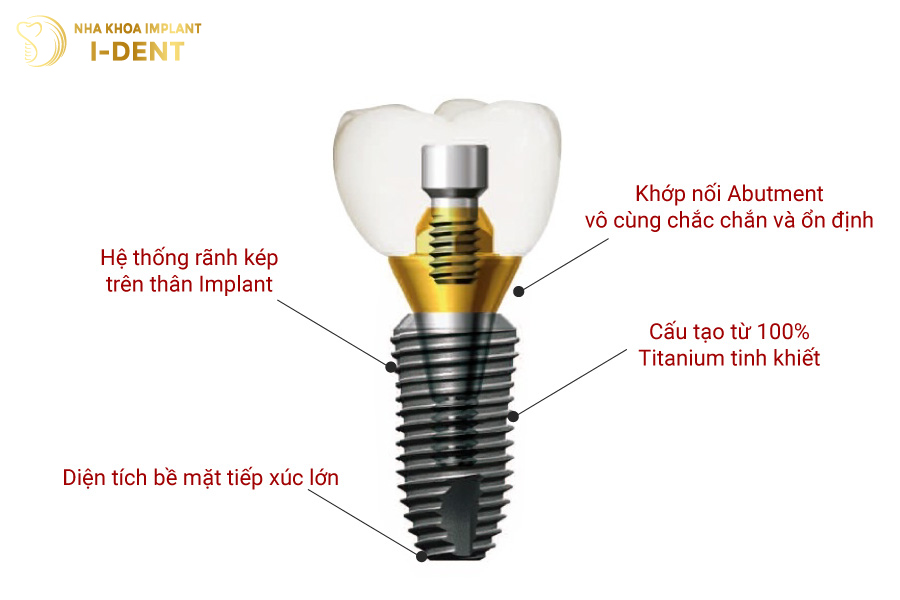 NHA KHOA IMPLANT
I-DENT
Khớp nối Abutment
vô cùng chắc chắn và ổn định
Hệ thống rãnh kép
trên thân Implant
Cấu tạo từ 100%
Titanium tinh khiết
Diện tích bề mặt tiếp xúc lớn